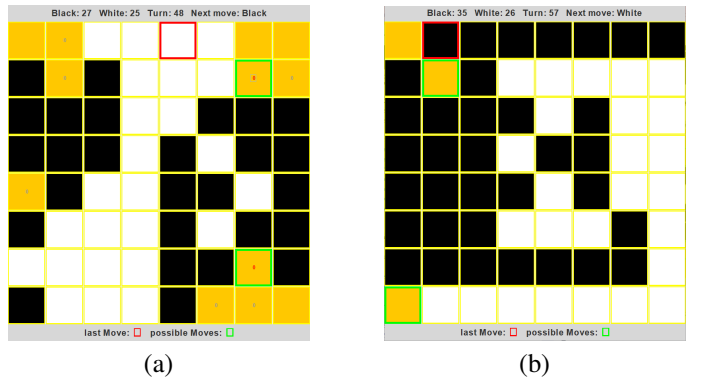 Black: 27 White: 25 Turn: 48 Next move: Black
last Move: possible Moves:
(a)
Black: 35 White: 26 Turn: 57 Next move: White
last Move: possible Moves:
(b)